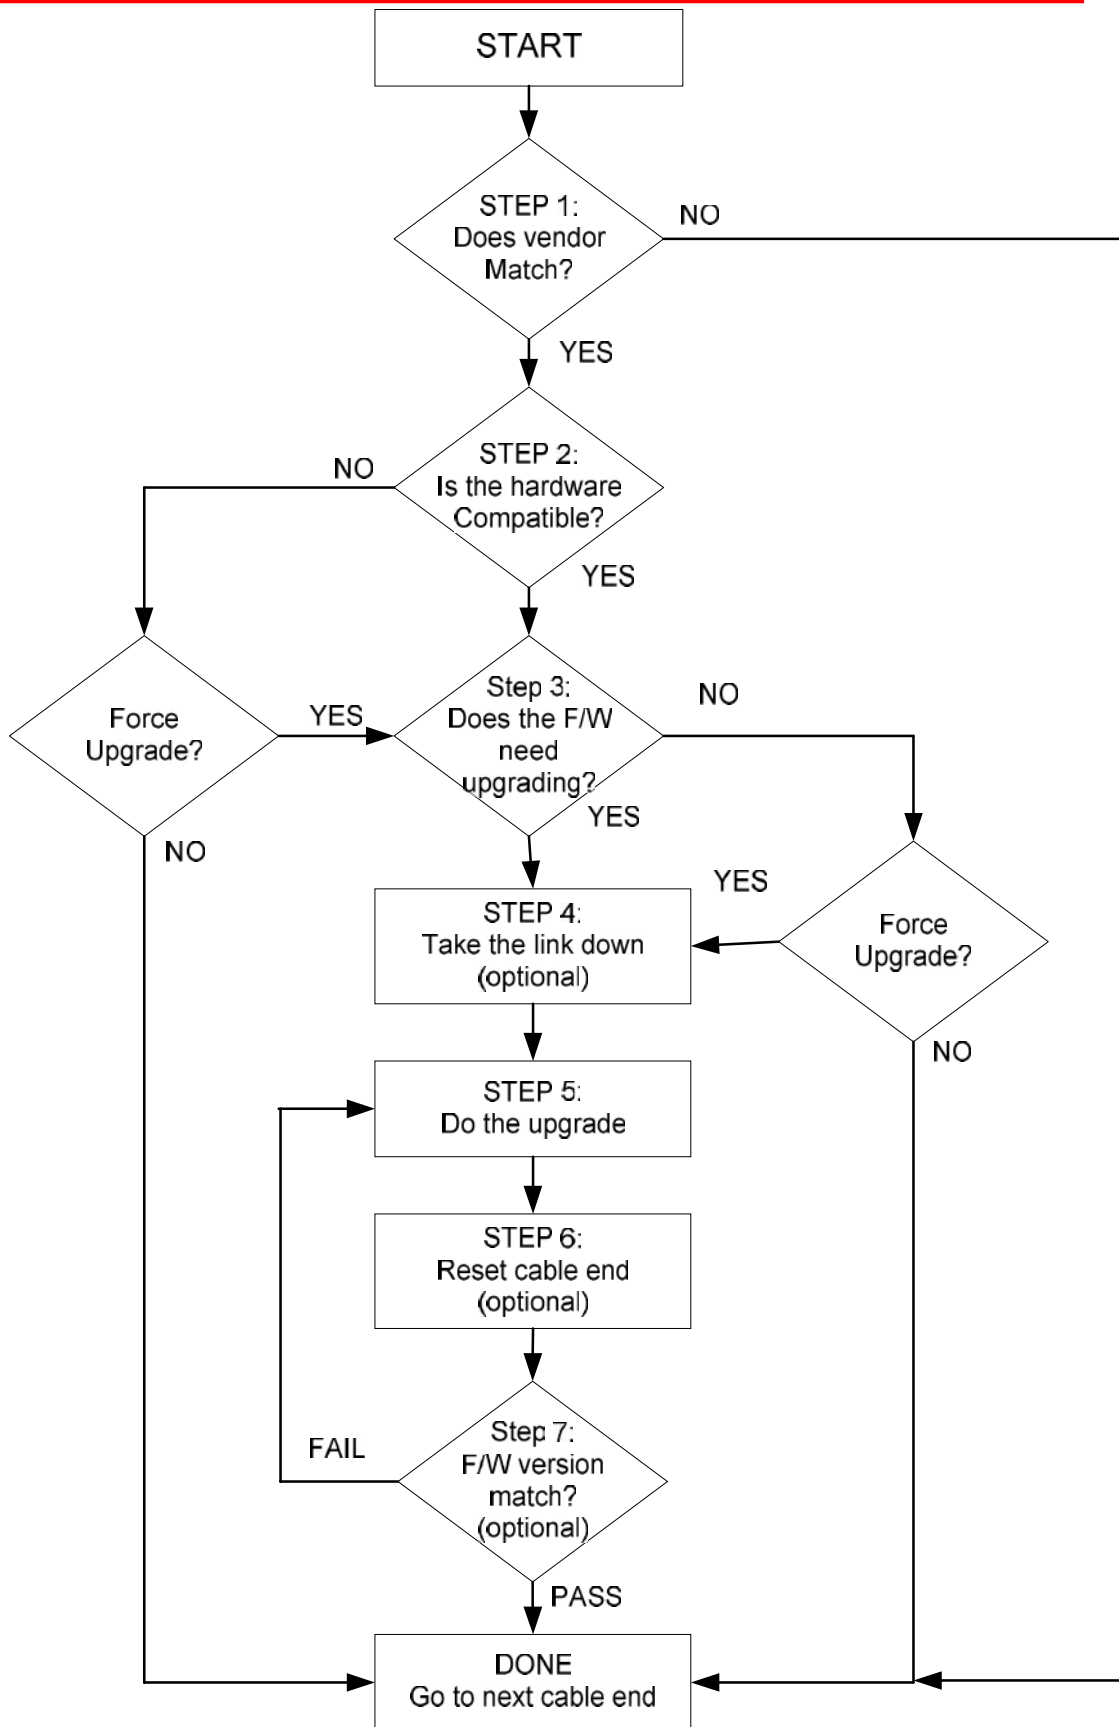 START
STEP 1:
Does vendor
Match?
NO
YES
STEP 2:
Is the hardware
Compatible?
NO
YES
Force
Upgrade?
YES
NO
Step 3:
Does the F/W
need
upgrading?
NO
YES
STEP 4:
Take the link down
(optional)
YES
Force
Upgrade?
NO
STEP 5:
Do the upgrade
STEP 6:
Reset cable end
(optional)
Step 7:
F/W version
match?
(optional)
FAIL
PASS
DONE
Go to next cable end